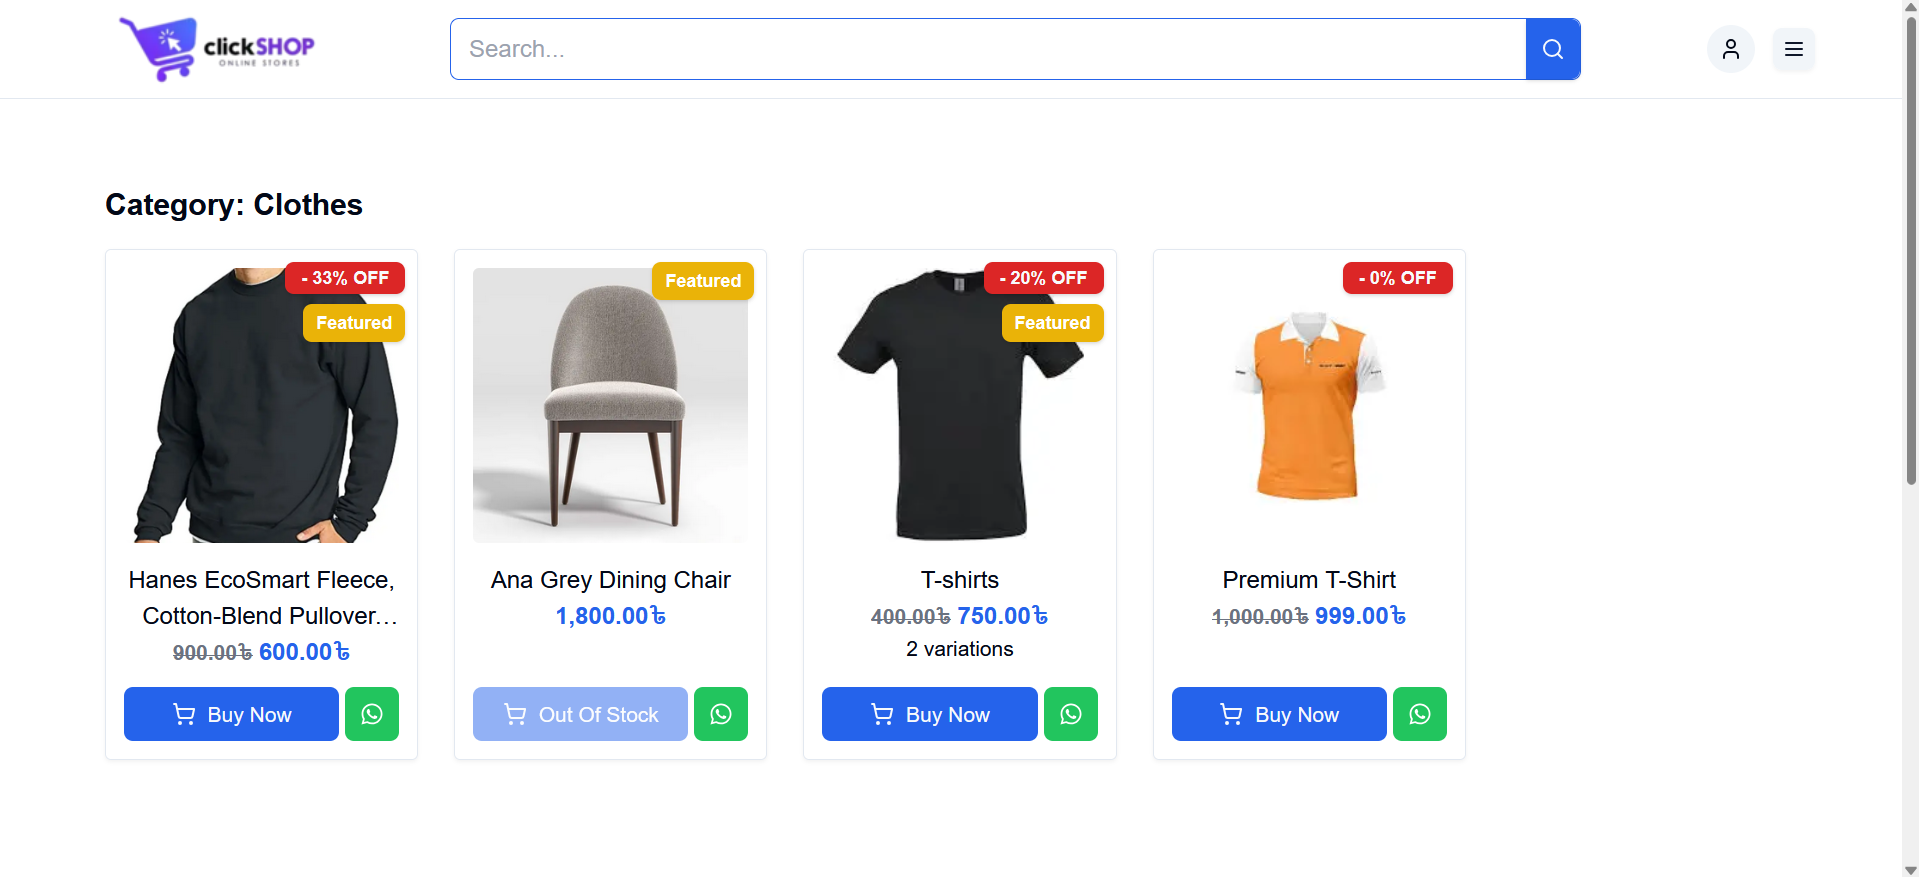 clickSHOP
ONLINE STORES
Search...
Category: Clothes
- 33% OFF
Featured
Hanes EcoSmart Fleece,
Cotton-Blend Pullover...
900.00৳ 600.00৳
Buy Now
Featured
Ana Grey Dining Chair
1,800.00৳
Out Of Stock
- 20% OFF
Featured
T-shirts
400.00৳ 750.00৳
2 variations
Buy Now
- 0% OFF
Premium T-Shirt
1,000.00৳ 999.00৳
Buy Now